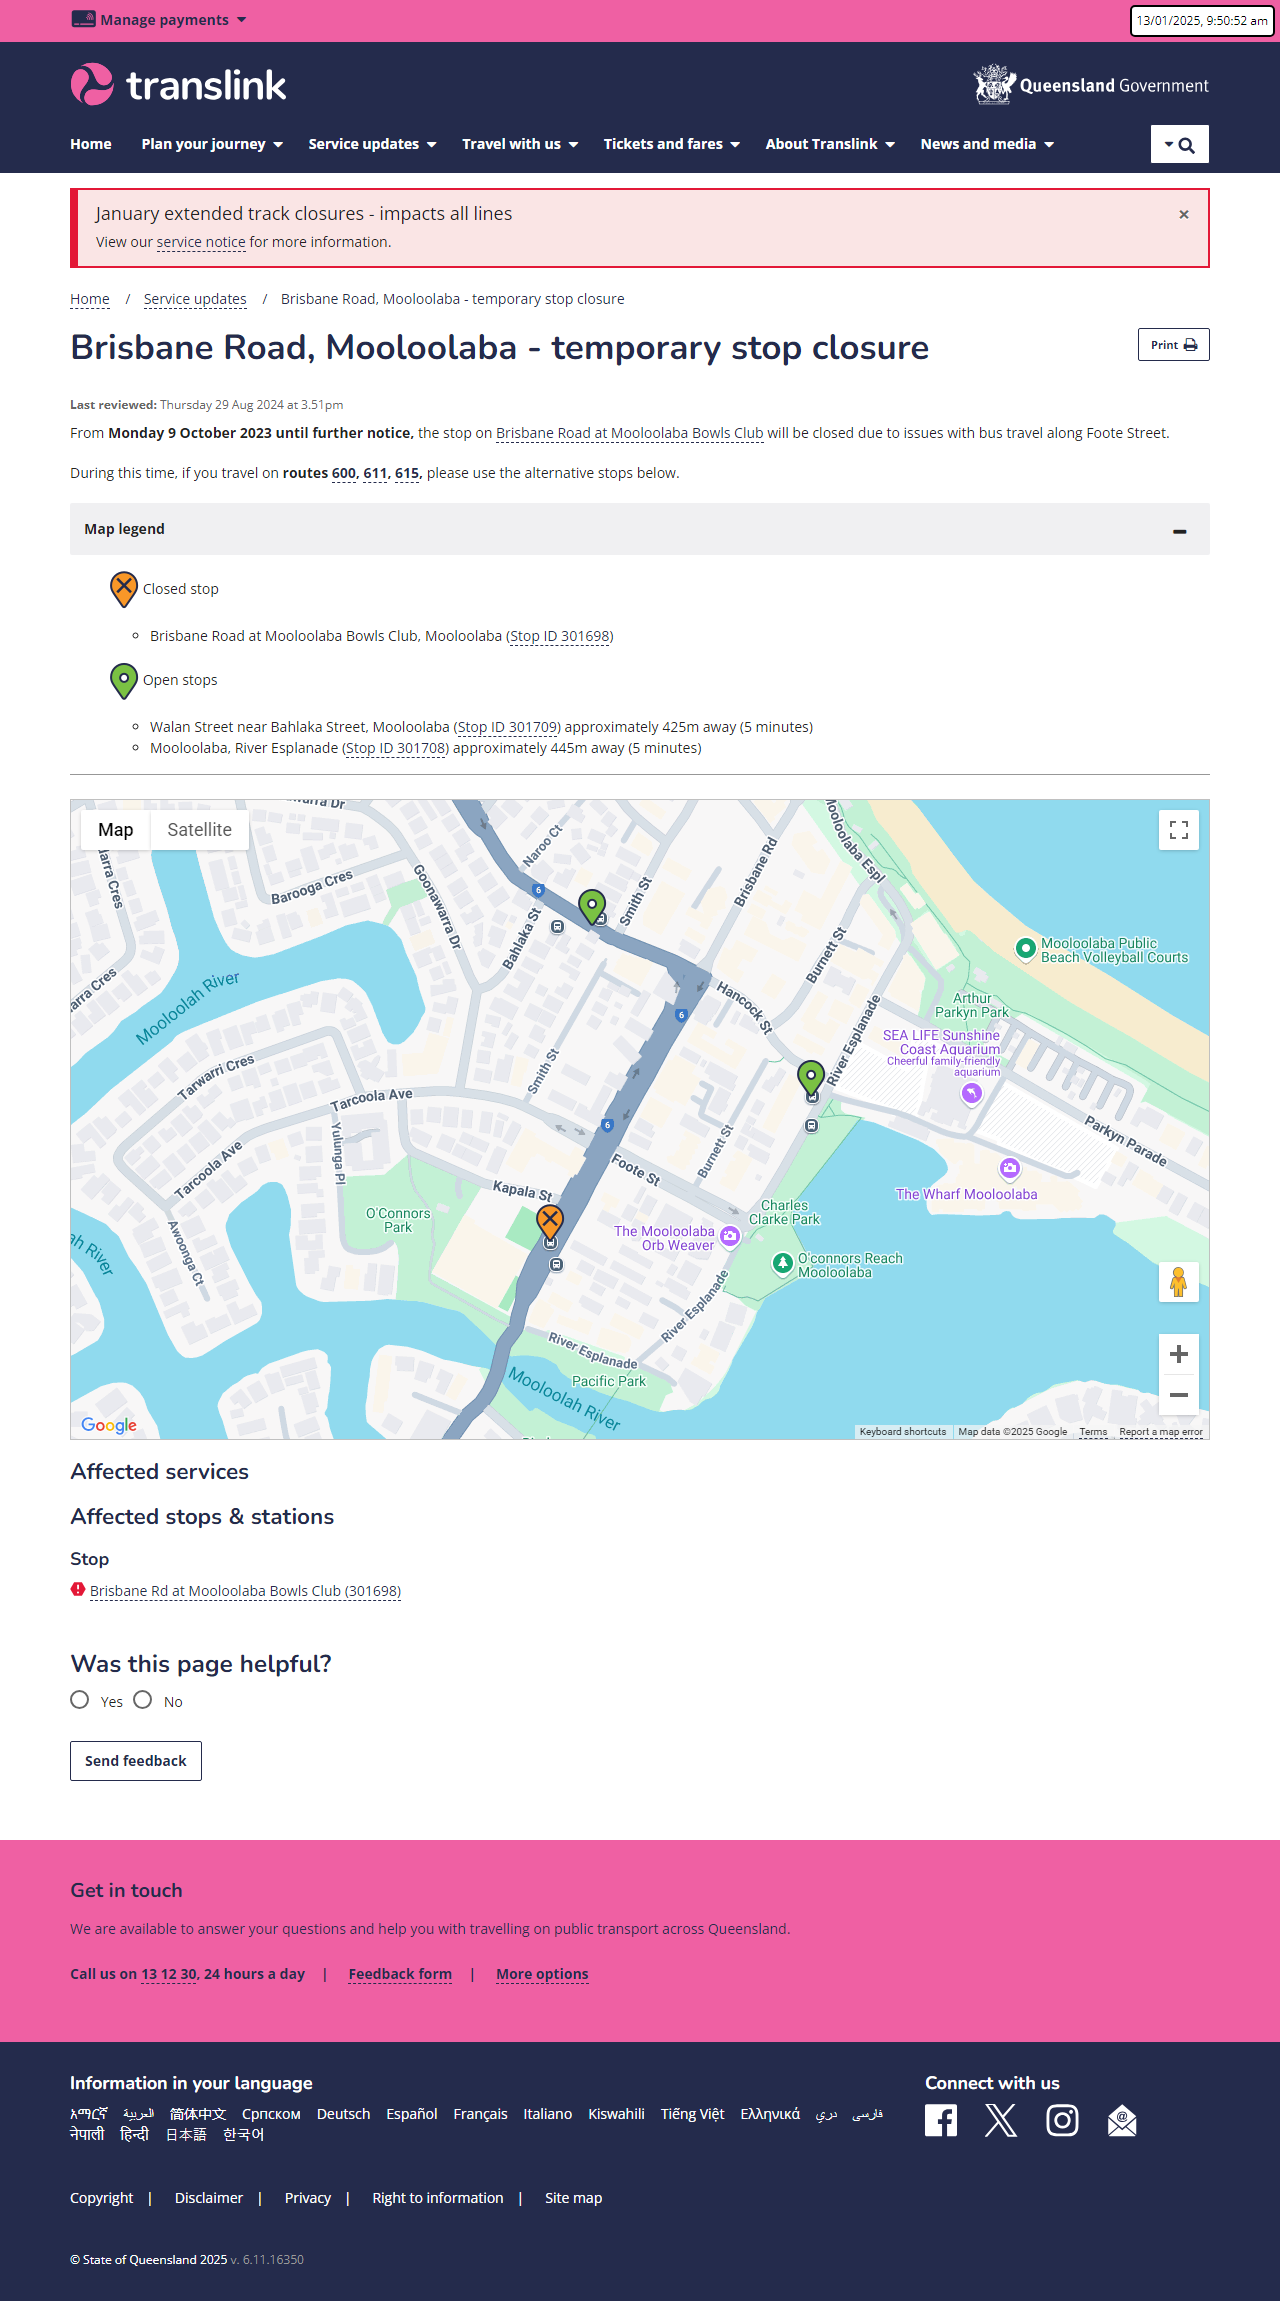 Manage payments
13/01/2025, 9:50:52 am
translink
Queensland Government
Home Plan your journey Service updates Travel with us Tickets and fares About Translink News and media
January extended track closures - impacts all lines
×
View our service notice for more information.
Home / Service updates / Brisbane Road, Mooloolaba - temporary stop closure
Brisbane Road, Mooloolaba - temporary stop closure
Print
Last reviewed: Thursday 29 Aug 2024 at 3.51pm
From Monday 9 October 2023 until further notice, the stop on Brisbane Road at Mooloolaba Bowls Club will be closed due to issues with bus travel along Foote Street.
During this time, if you travel on routes 600, 611, 615, please use the alternative stops below.
Map legend
Closed stop
Brisbane Road at Mooloolaba Bowls Club, Mooloolaba (Stop ID 301698)
Open stops
Walan Street near Bahlaka Street, Mooloolaba (Stop ID 301709) approximately 425m away (5 minutes)
Mooloolaba, River Esplanade (Stop ID 301708) approximately 445m away (5 minutes)
Map Satellite
Barooga Cres
Goonawarra Dr
Naroo Ct
6
Bahlaka St
Smith St
Brisbane Rd
Mooloolaba Espl
Burnett St
Mooloolaba Public
Beach Volleyball Courts
Mooloolah River
Hancock St
6
Arthur
Parkyn Park
SEA LIFE Sunshine
Coast Aquarium
Cheerful family-friendly
aquarium
River Esplanade
Tarwarri Cres
Tarcoola Ave
Smith St
Yulunga Pl
6
Burnett St
Parkyn Parade
Tarcoola Ave
Foote St
Kapala St
The Wharf Mooloolaba
O'Connors
Park
Charles
Clarke Park
The Mooloolaba
Orb Weaver
Awoonga Ct
O'connors Reach
Mooloolaba
River Esplanade
River Esplanade
Pacific Park
Mooloolah River
Google
Keyboard shortcuts Map data ©2025 Google Terms Report a map error
Affected services
Affected stops & stations
Stop
Brisbane Rd at Mooloolaba Bowls Club (301698)
Was this page helpful?
Yes No
Send feedback
Get in touch
We are available to answer your questions and help you with travelling on public transport across Queensland.
Call us on 13 12 30, 24 hours a day | Feedback form | More options
Information in your language
Connect with us
አማርኛ العربية 简体中文 Српском Deutsch Español Français Italiano Kiswahili Tiếng Việt Ελληνικά دري فارسی
नेपाली हिन्दी 日本語 한국어
Copyright | Disclaimer | Privacy | Right to information | Site map
© State of Queensland 2025 v. 6.11.16350